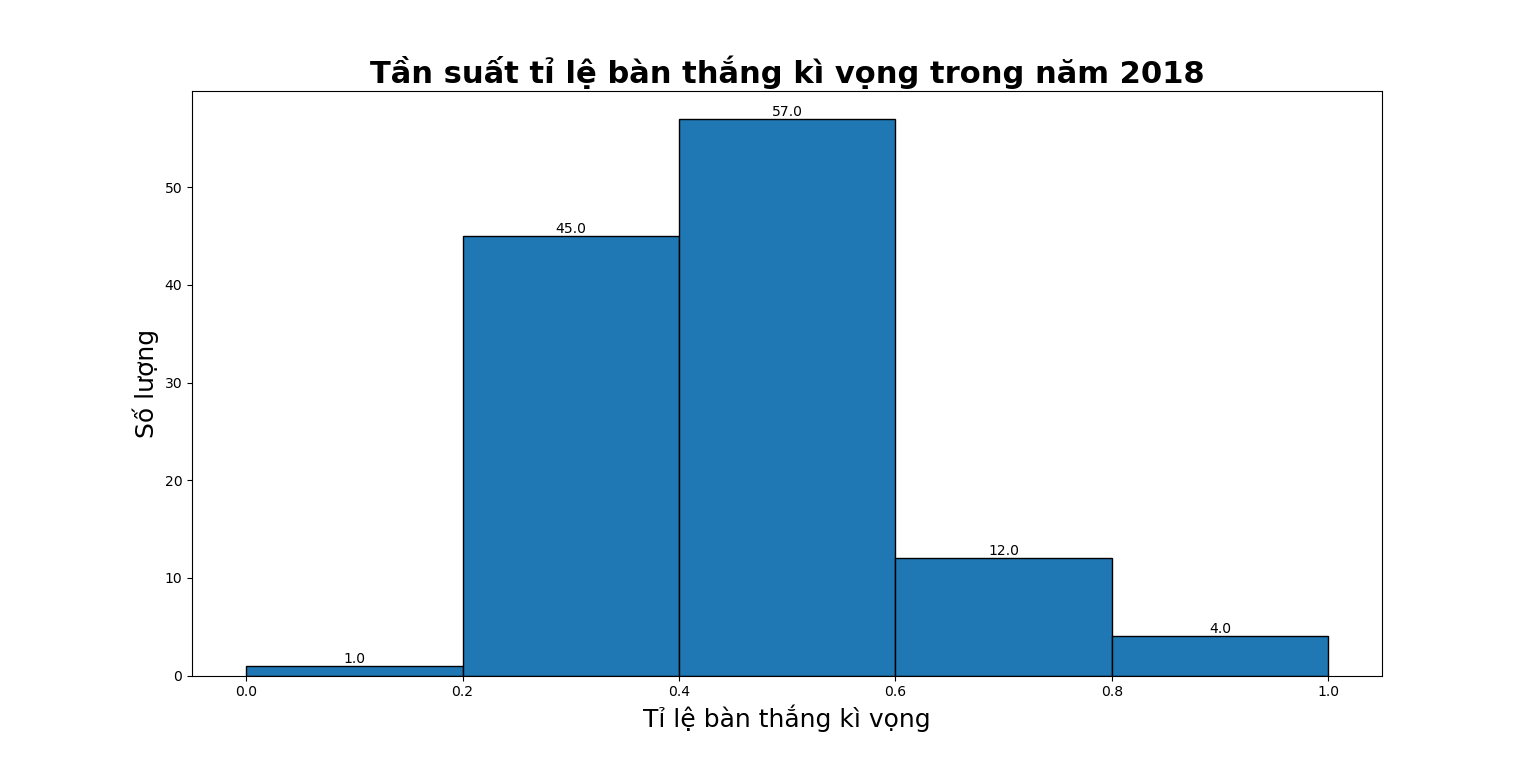 Tần suất tỉ lệ bàn thắng kì vọng trong năm 2018
57.0
50
45.0
40
Số lượng
30
20
12.0
10
4.0
1.0
0
0.0 0.2 0.4 0.6 0.8 1.0
Tỉ lệ bàn thắng kì vọng